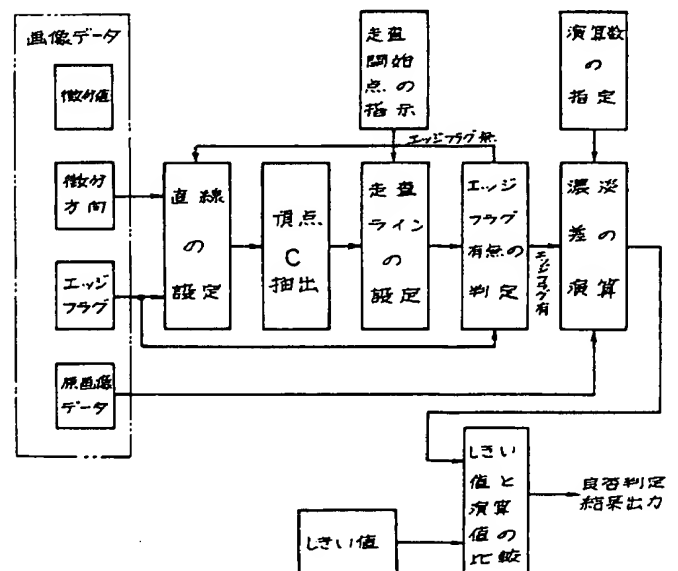 画像データ
微分値
微分
方向
エッジ
フラグ
原画像
データ
走査
開始
点の
指示
演算数
の
指定
エッジフラグ無
直線
の
設定
頂点
C
抽出
走査
ライン
の
設定
エッジ
フラグ
有無の
判定
エッジフラグ有
濃淡
差の
演算
しきい値
しきい
値と
演算
値の
比較
良否判定
結果出力